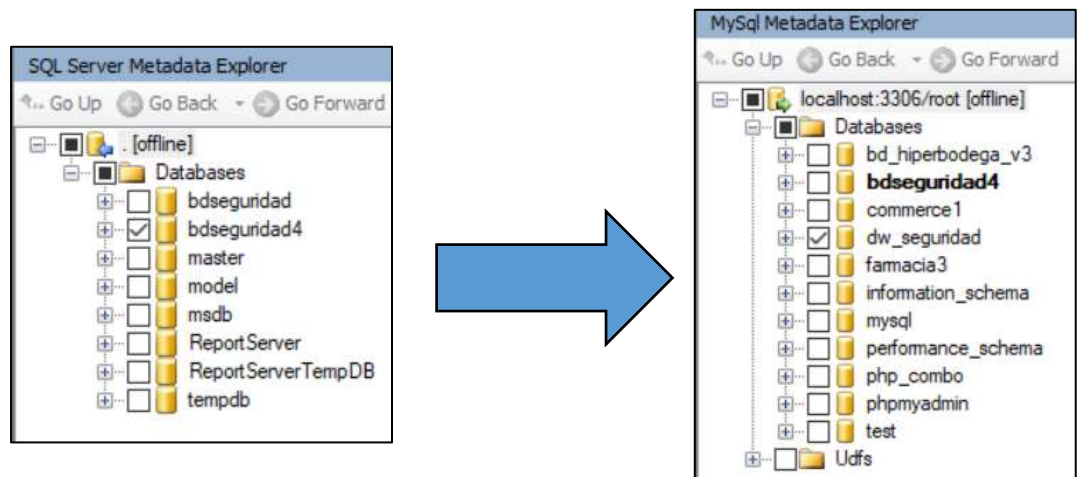 SQL Server Metadata Explorer
Go Up Go Back Go Forward
. [offline]
Databases
bdseguridad
bdseguridad4
master
model
msdb
ReportServer
ReportServerTempDB
tempdb
MySql Metadata Explorer
Go Up Go Back Go Forward
localhost:3306/root [offline]
Databases
bd_hiperbodega_v3
bdseguridad4
commerce1
dw_seguridad
farmacia3
information_schema
mysql
performance_schema
php_combo
phpmyadmin
test
Udfs